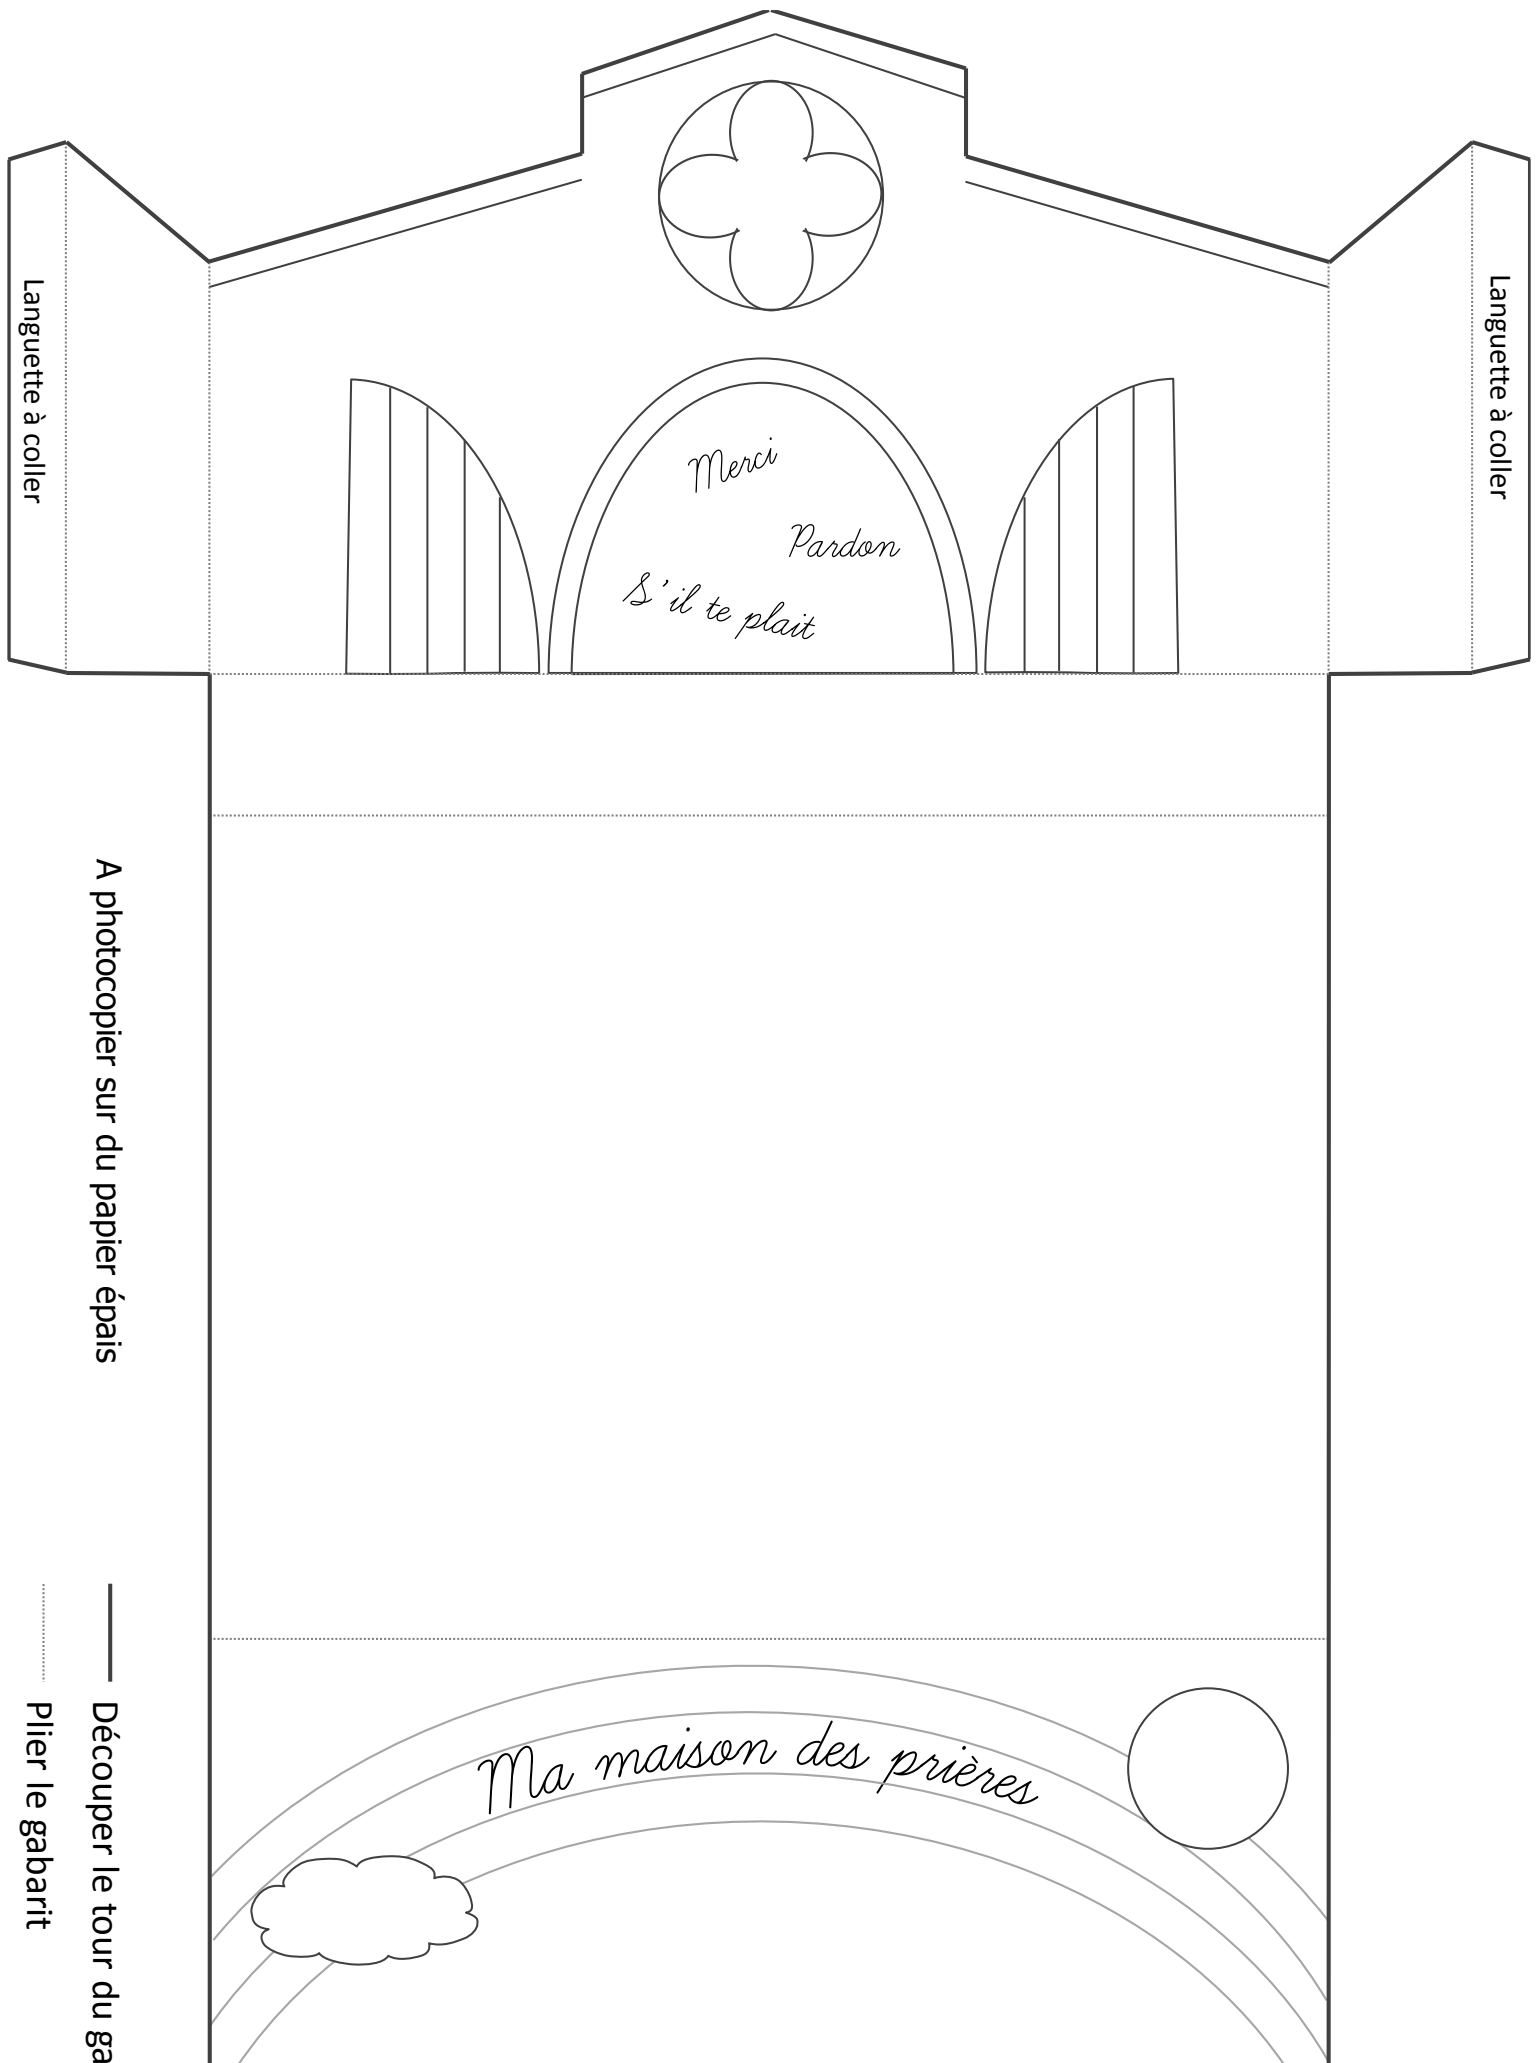 Languette à coller
Languette à coller
Merci
Pardon
S'il te plait
A photocopier sur du papier épais
Découper le tour du ga
Plier le gabarit
Ma maison des prières